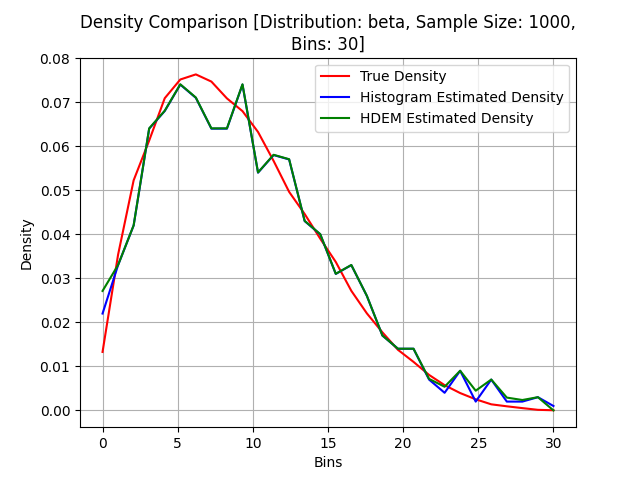 Density Comparison [Distribution: beta, Sample Size: 1000,
Bins: 30]
True Density
Histogram Estimated Density
HDEM Estimated Density
Density
0.08
0.07
0.06
0.05
0.04
0.03
0.02
0.01
0.00
0 5 10 15 20 25 30
Bins